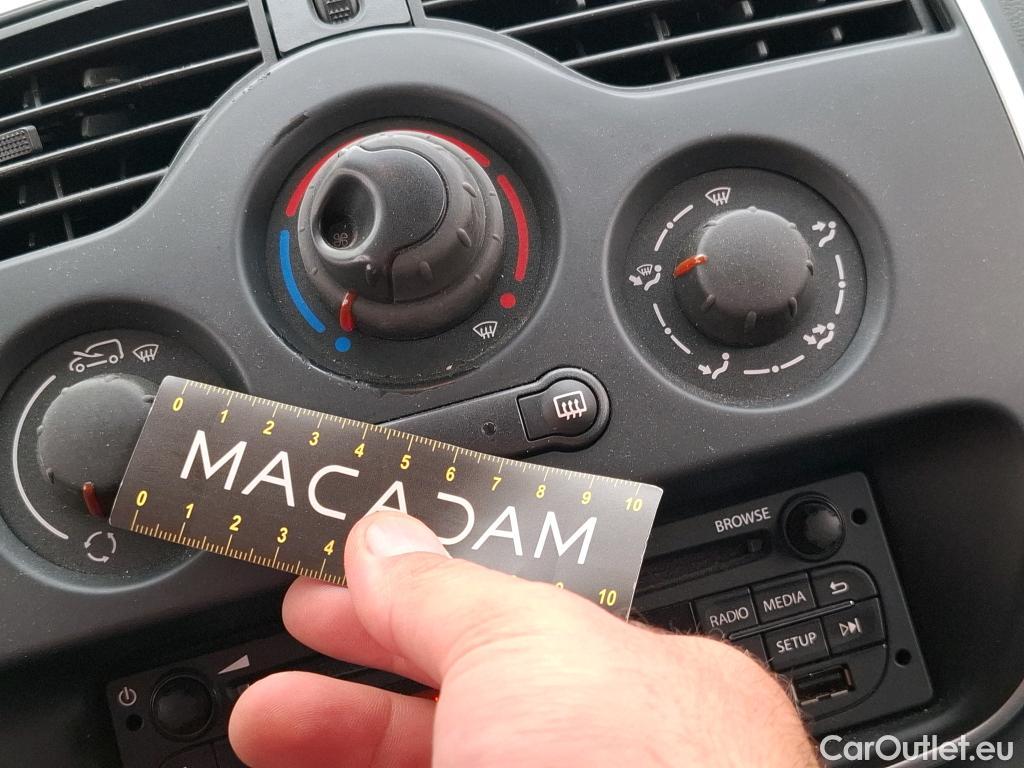 0 1 2 3 4 5 6 7 8 9 10
MACADAM
0 1 2 3 4
10
BROWSE
RADIO
MEDIA
SETUP
CarOutlet.eu